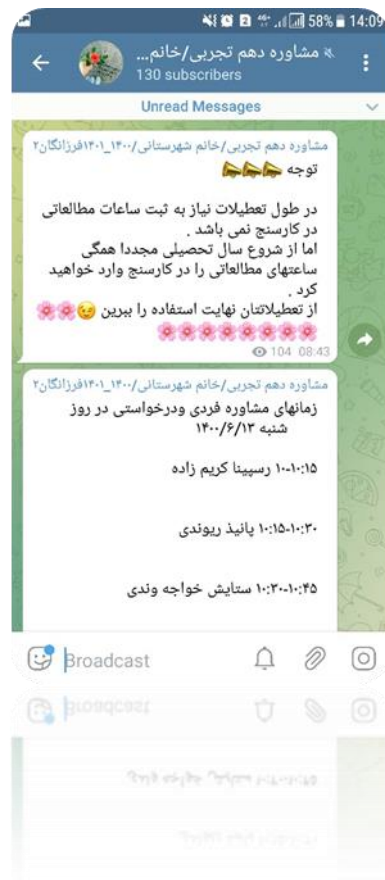 58% 14:09
مشاوره دهم تجربی/خانم...
130 subscribers
Unread Messages
مشاوره دهم تجربی/خانم شهرستانی/۱۴۰۰_۱۴۰۱فرزانگان۲
توجه
در طول تعطیلات نیاز به ثبت ساعات مطالعاتی
در کارسنج نمی باشد .
اما از شروع سال تحصیلی مجددا همگی
ساعتهای مطالعاتی را در کارسنج وارد خواهید
کرد .
از تعطیلاتتان نهایت استفاده را ببرین
104 08:43
مشاوره دهم تجربی/خانم شهرستانی/۱۴۰۰_۱۴۰۱فرزانگان۲
زمانهای مشاوره فردی ودرخواستی در روز
شنبه ۱۴۰۰/۶/۱۳
۱۰-۱۰:۱۵ رسپینا کریم زاده
۱۰:۱۵-۱۰:۳۰ پانیذ ریوندی
۱۰:۳۰-۱۰:۴۵ ستایش خواجه وندی
Broadcast